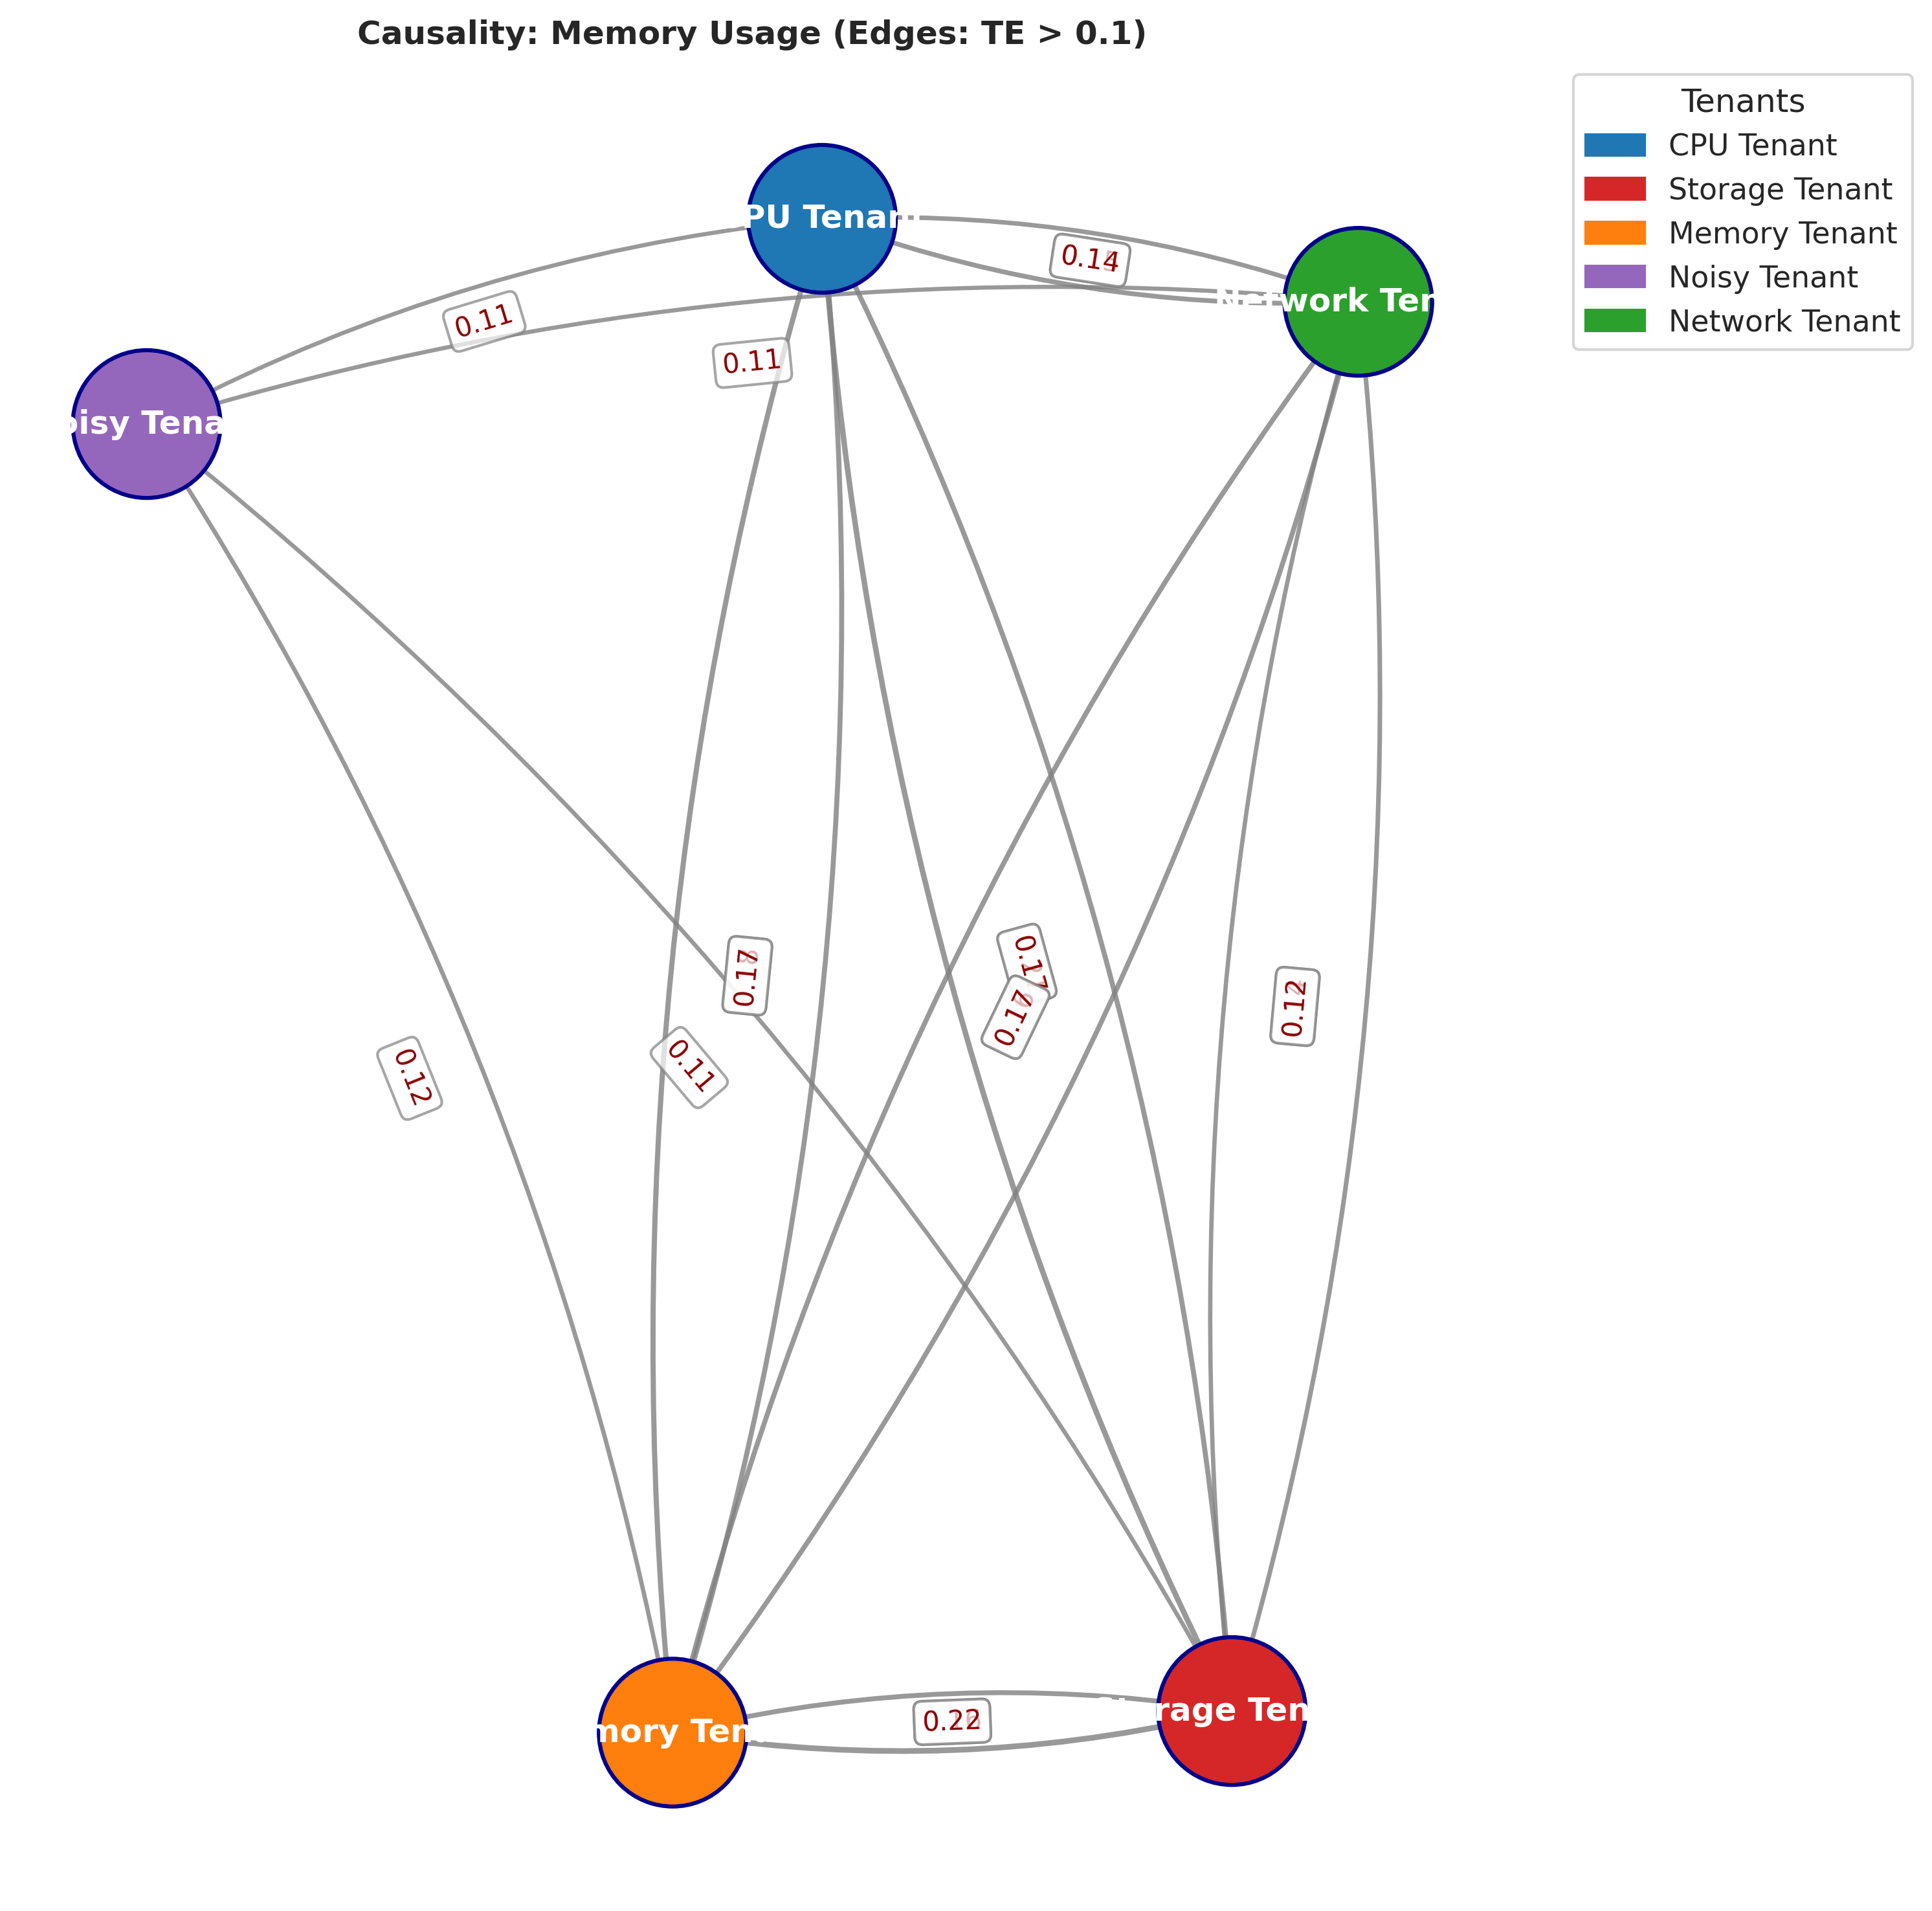 Causality: Memory Usage (Edges: TE > 0.1)
Tenants
CPU Tenant
Storage Tenant
Memory Tenant
Noisy Tenant
Network Tenant
PU Tenan
work Ten
oisy Tena
0.14
0.11
0.11
0.17
0.17
0.17
0.12
0.11
0.12
mory Ten
rage Ten
0.22